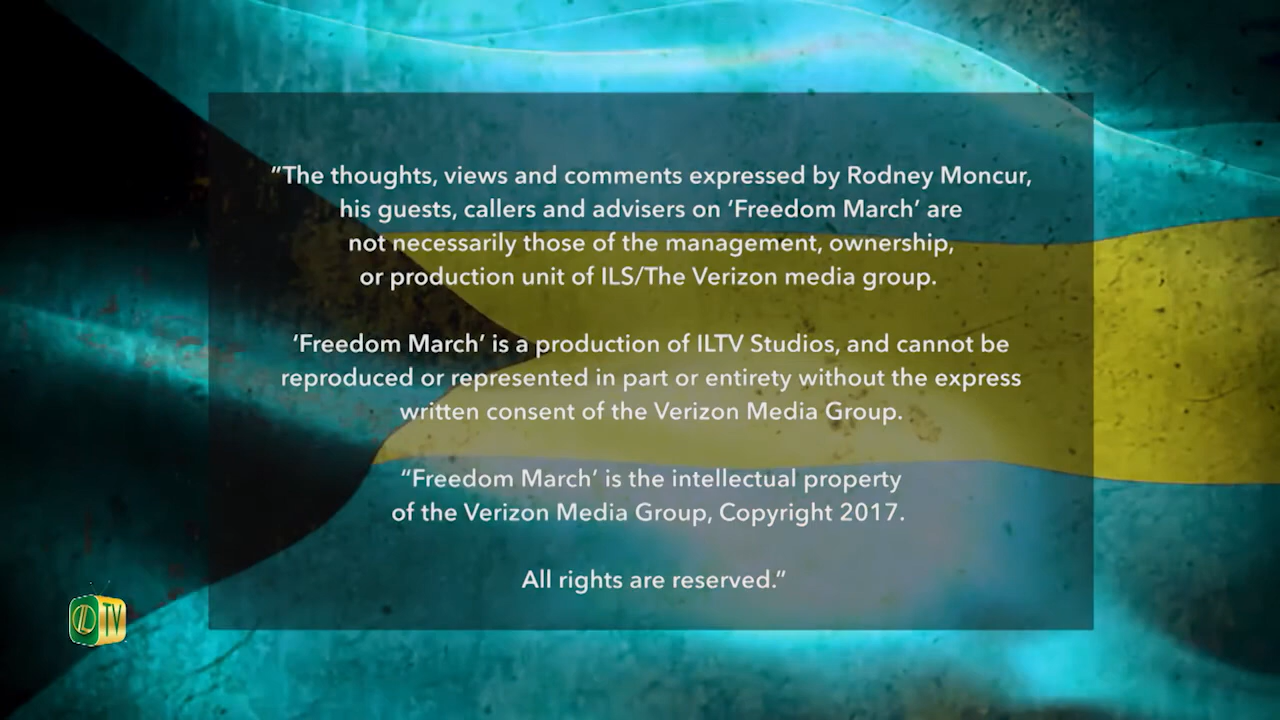 “The thoughts, views and comments expressed by Rodney Moncur,
his guests, callers and advisers on ‘Freedom March’ are
not necessarily those of the management, ownership,
or production unit of ILS/The Verizon media group.
‘Freedom March’ is a production of ILTV Studios, and cannot be
reproduced or represented in part or entirety without the express
written consent of the Verizon Media Group.
“Freedom March’ is the intellectual property
of the Verizon Media Group, Copyright 2017.
All rights are reserved.”
IL TV